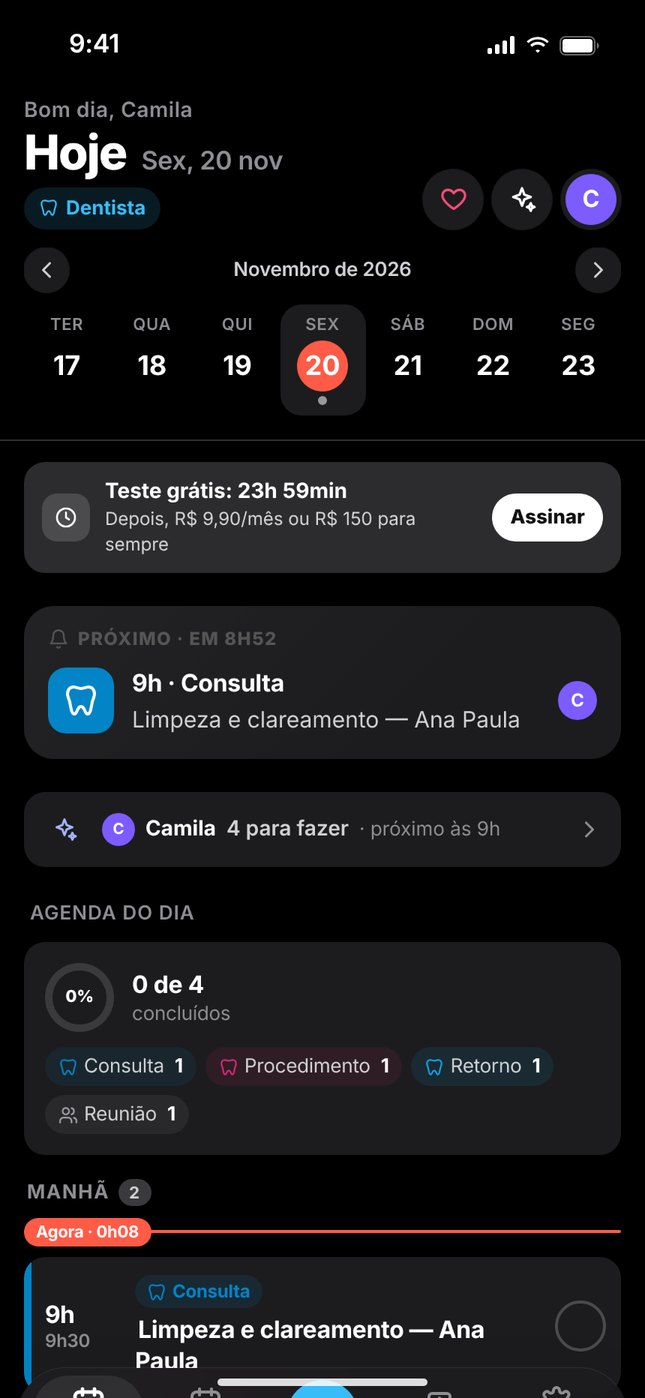 9:41
Bom dia, Camila
Hoje Sex, 20 nov
Dentista
C
Novembro de 2026
TER QUA QUI SEX SÁB DOM SEG
17 18 19 20 21 22 23
Teste grátis: 23h 59min
Depois, R$ 9,90/mês ou R$ 150 para
sempre
Assinar
PRÓXIMO · EM 8H52
9h · Consulta
Limpeza e clareamento — Ana Paula
C
C Camila 4 para fazer · próximo às 9h
AGENDA DO DIA
0%
0 de 4
concluídos
Consulta 1 Procedimento 1 Retorno 1
Reunião 1
MANHÃ 2
Agora · 0h08
Consulta
9h
9h30
Limpeza e clareamento — Ana
Paula